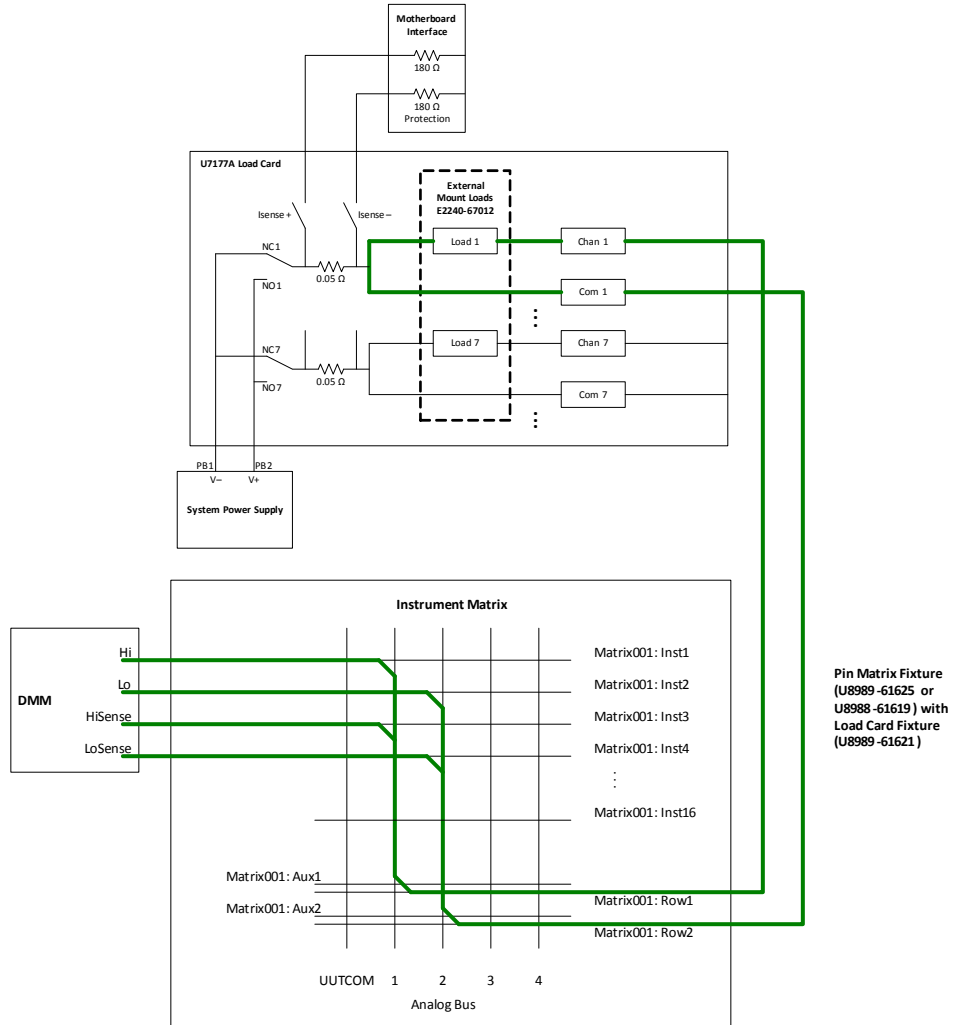 Motherboard
Interface
180 Ω
180 Ω
Protection
U7177A Load Card
External
Mount Loads
E2240-67012
Isense +
Isense –
Load 1
Chan 1
NC1
0.05 Ω
NO1
Com 1
⋮
NC7
Load 7
Chan 7
0.05 Ω
NO7
Com 7
⋮
PB1
PB2
V–
V+
System Power Supply
Instrument Matrix
Hi
Matrix001: Inst1
Lo
Matrix001: Inst2
DMM
HiSense
Matrix001: Inst3
LoSense
Matrix001: Inst4
⋮
Matrix001: Inst16
Pin Matrix Fixture
(U8989 -61625 or
U8988 -61619 ) with
Load Card Fixture
(U8989 -61621 )
Matrix001: Aux1
Matrix001: Row1
Matrix001: Aux2
Matrix001: Row2
UUTCOM 1 2 3 4
Analog Bus